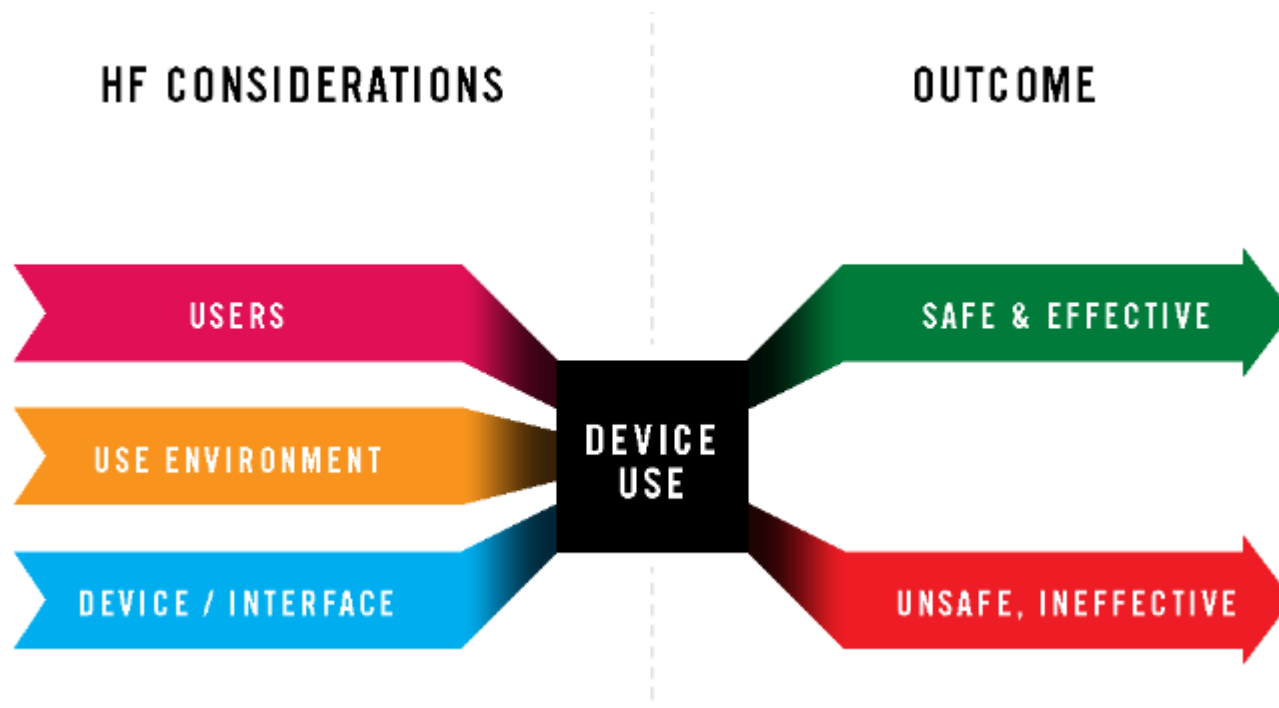 HF CONSIDERATIONS
OUTCOME
USERS
USE ENVIRONMENT
DEVICE / INTERFACE
DEVICE
USE
SAFE & EFFECTIVE
UNSAFE, INEFFECTIVE